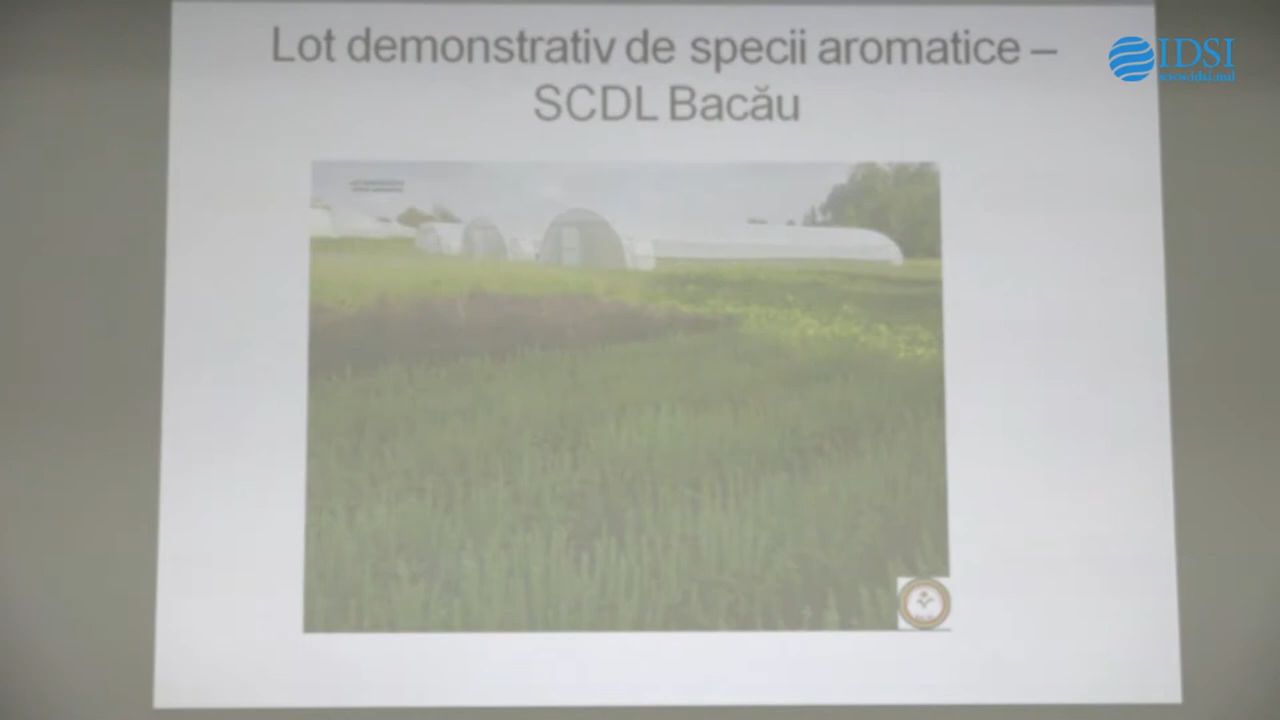 Lot demonstrativ de specii aromatice –
SCDL Bacău
IDSI
www.idsi.md